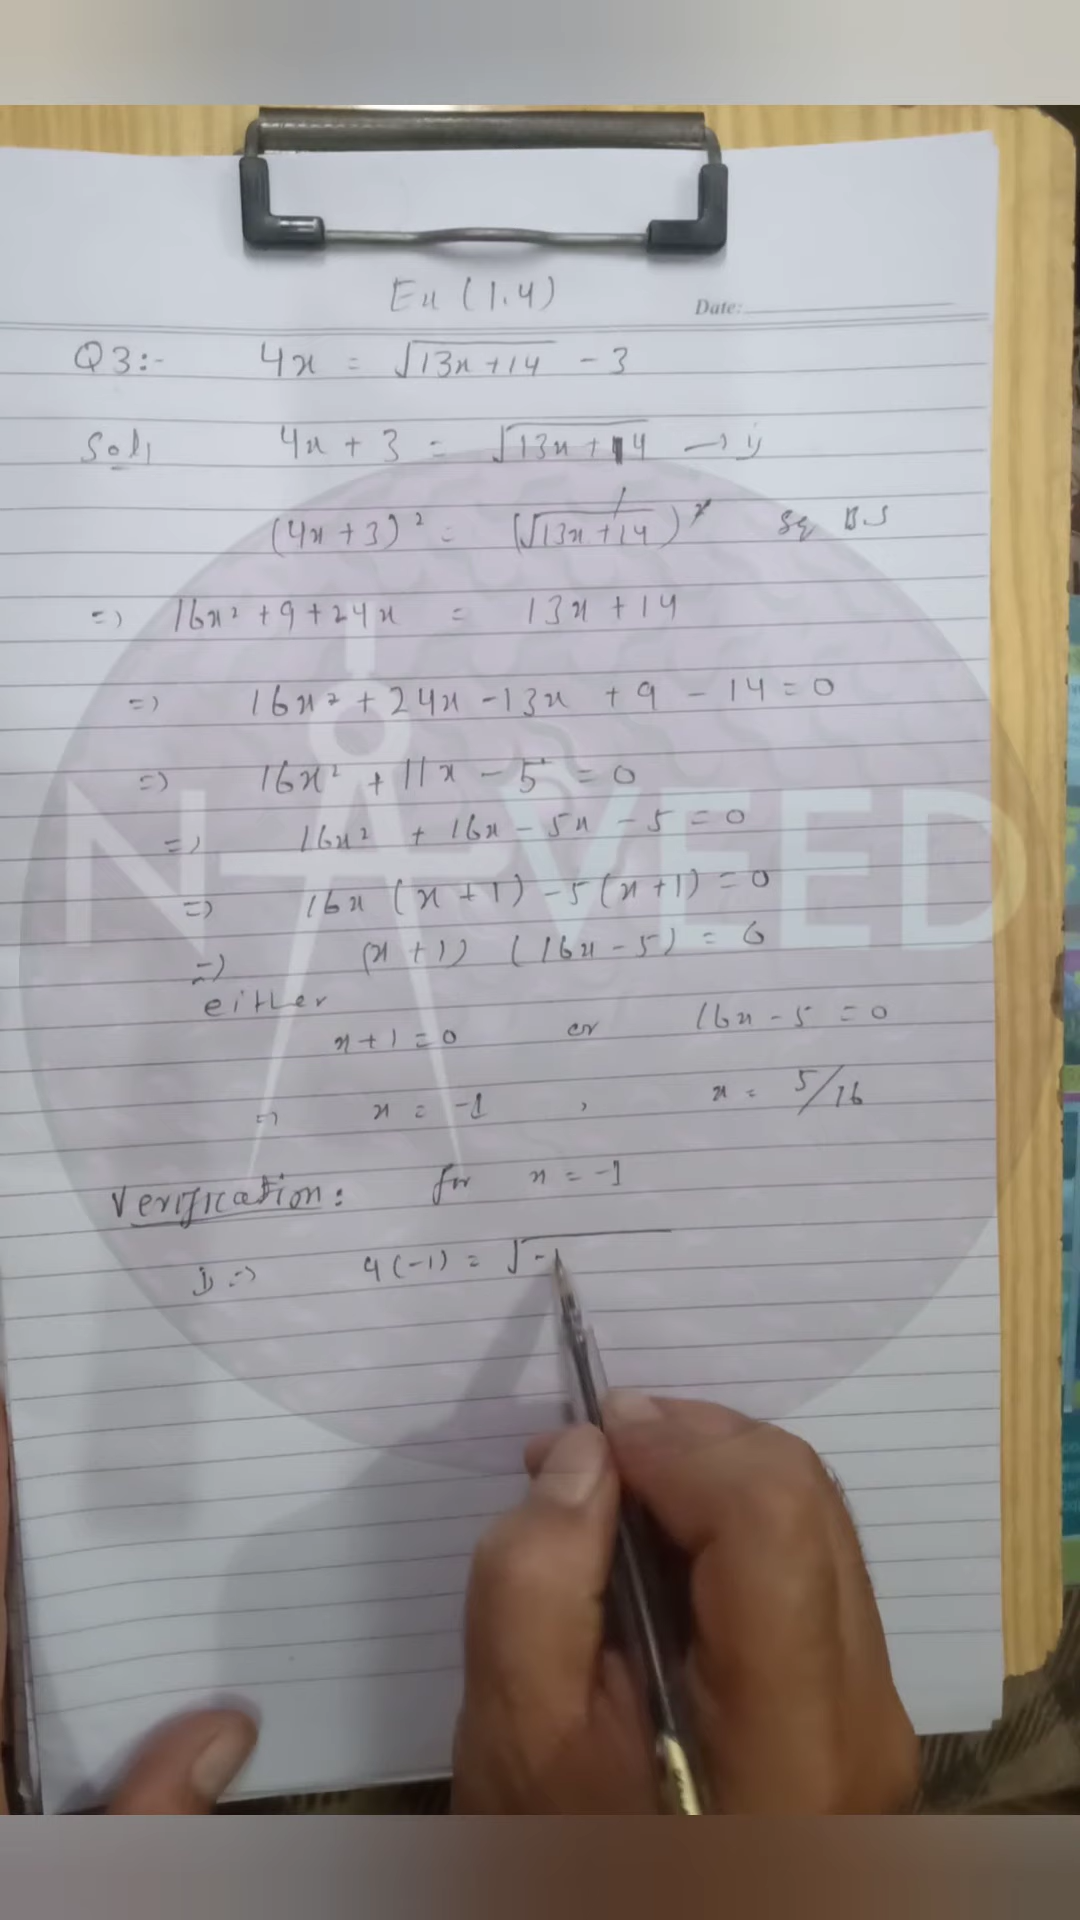 Ex (1.4)
Date:
Q3:- 4x = √13x+14 - 3
Sol, 4x + 3 = √13x + 14 → i)
(4x + 3)² = (√13x + 14)² Sq B.S
=> 16x² + 9 + 24x = 13x + 14
=> 16x² + 24x - 13x + 9 - 14 = 0
=> 16x² + 11x - 5 = 0
=> 16x² + 16x - 5x - 5 = 0
=> 16x (x + 1) - 5 (x + 1) = 0
=> (x + 1) (16x - 5) = 0
either
x + 1 = 0 or 16x - 5 = 0
=> x = -1 , x = 5/16
Verification: for x = -1
i) => 4 (-1) = √-1
NAVEED